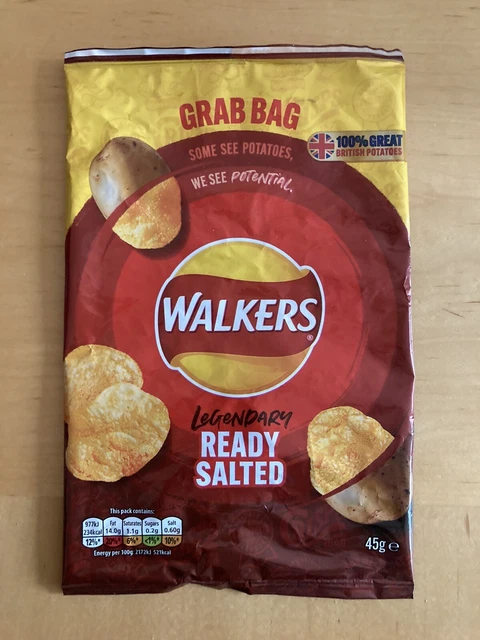 GRAB BAG
SOME SEE POTATOES,
WE SEE POTENTIAL.
100% GREAT
BRITISH POTATOES
WALKERS®
LEGENDARY
READY
SALTED
This pack contains:
977kJ
234kcal
12%*
Fat
14.0g
20%*
Saturates
1.1g
6%*
Sugars
0.2g
<1%*
Salt
0.60g
10%*
Energy per 100g: 2172kJ 521kcal
45g ℮